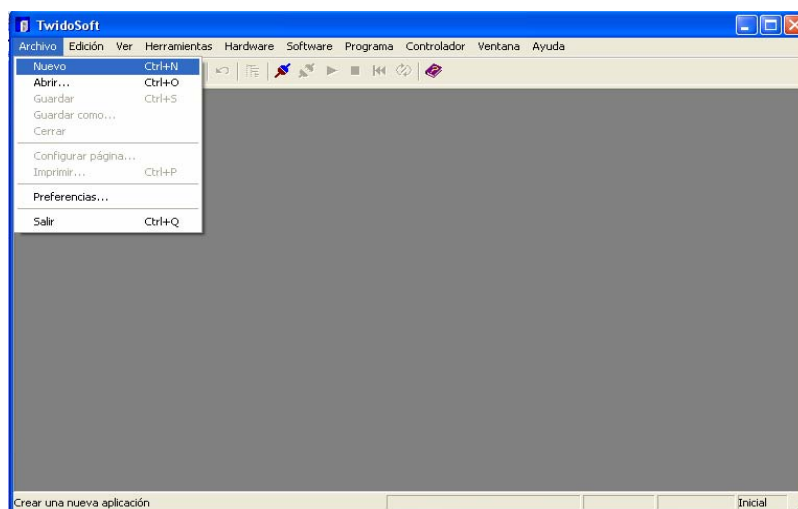 TwidoSoft
Archivo Edición Ver Herramientas Hardware Software Programa Controlador Ventana Ayuda
Nuevo Ctrl+N
Abrir... Ctrl+O
Guardar Ctrl+S
Guardar como...
Cerrar
Configurar página...
Imprimir... Ctrl+P
Preferencias...
Salir Ctrl+Q
Crear una nueva aplicación Inicial